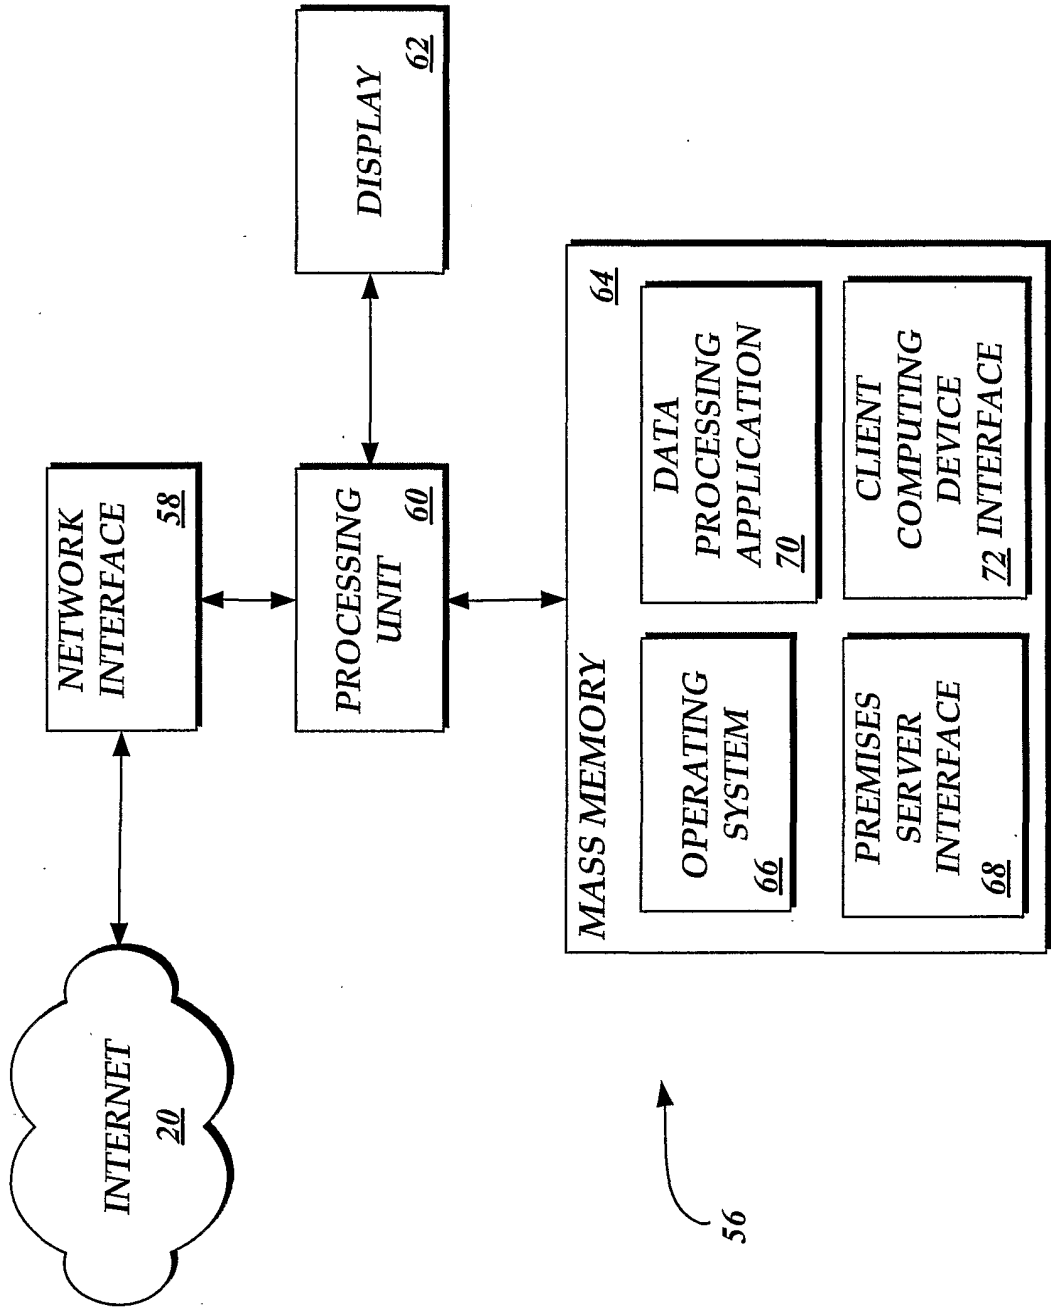 INTERNET
20
NETWORK
INTERFACE
58
PROCESSING
UNIT
60
DISPLAY
62
MASS MEMORY
64
OPERATING
SYSTEM
66
DATA
PROCESSING
APPLICATION
70
PREMISES
SERVER
INTERFACE
68
CLIENT
COMPUTING
DEVICE
72 INTERFACE
56